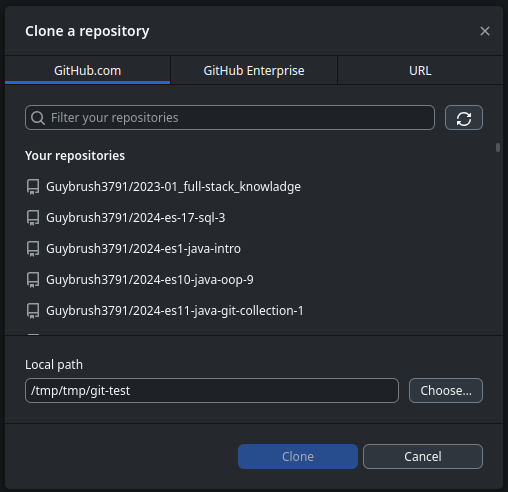 Clone a repository
GitHub.com
GitHub Enterprise
URL
Filter your repositories
Your repositories
Guybrush3791/2023-01_full-stack_knowladge
Guybrush3791/2024-es-17-sql-3
Guybrush3791/2024-es1-java-intro
Guybrush3791/2024-es10-java-oop-9
Guybrush3791/2024-es11-java-git-collection-1
Local path
/tmp/tmp/git-test
Choose...
Clone
Cancel